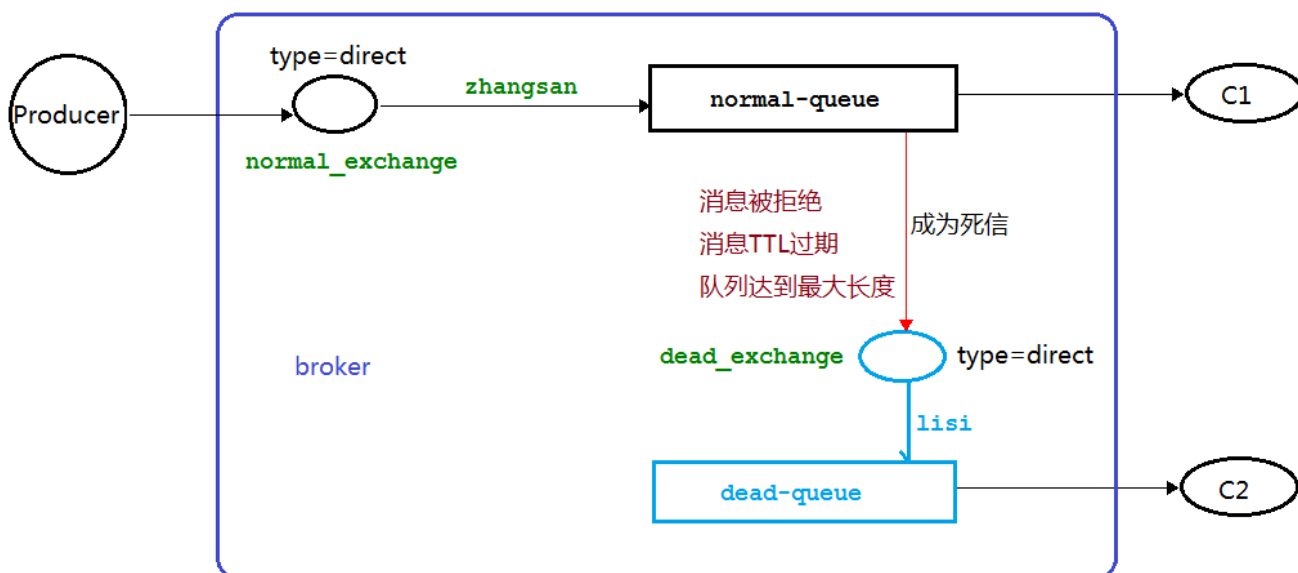 type=direct
zhangsan
Producer
normal-queue
C1
normal_exchange
消息被拒绝
消息TTL过期
队列达到最大长度
成为死信
dead_exchange
type=direct
broker
lisi
dead-queue
C2